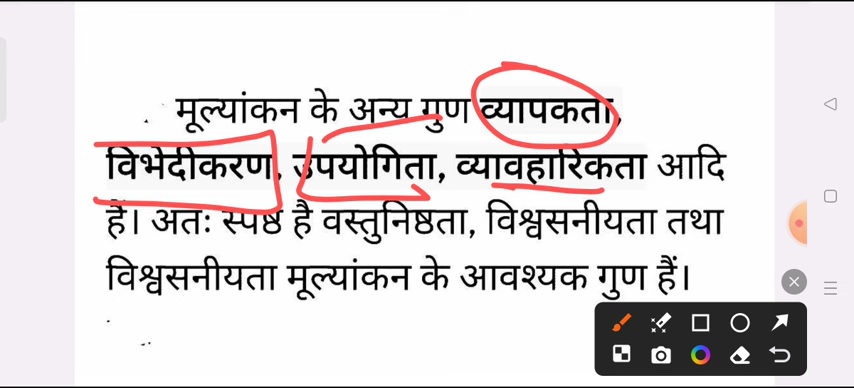 मूल्यांकन के अन्य गुण व्यापकता,
विभेदीकरण, उपयोगिता, व्यावहारिकता आदि
हैं। अतः स्पष्ट है वस्तुनिष्ठता, विश्वसनीयता तथा
विश्वसनीयता मूल्यांकन के आवश्यक गुण हैं।